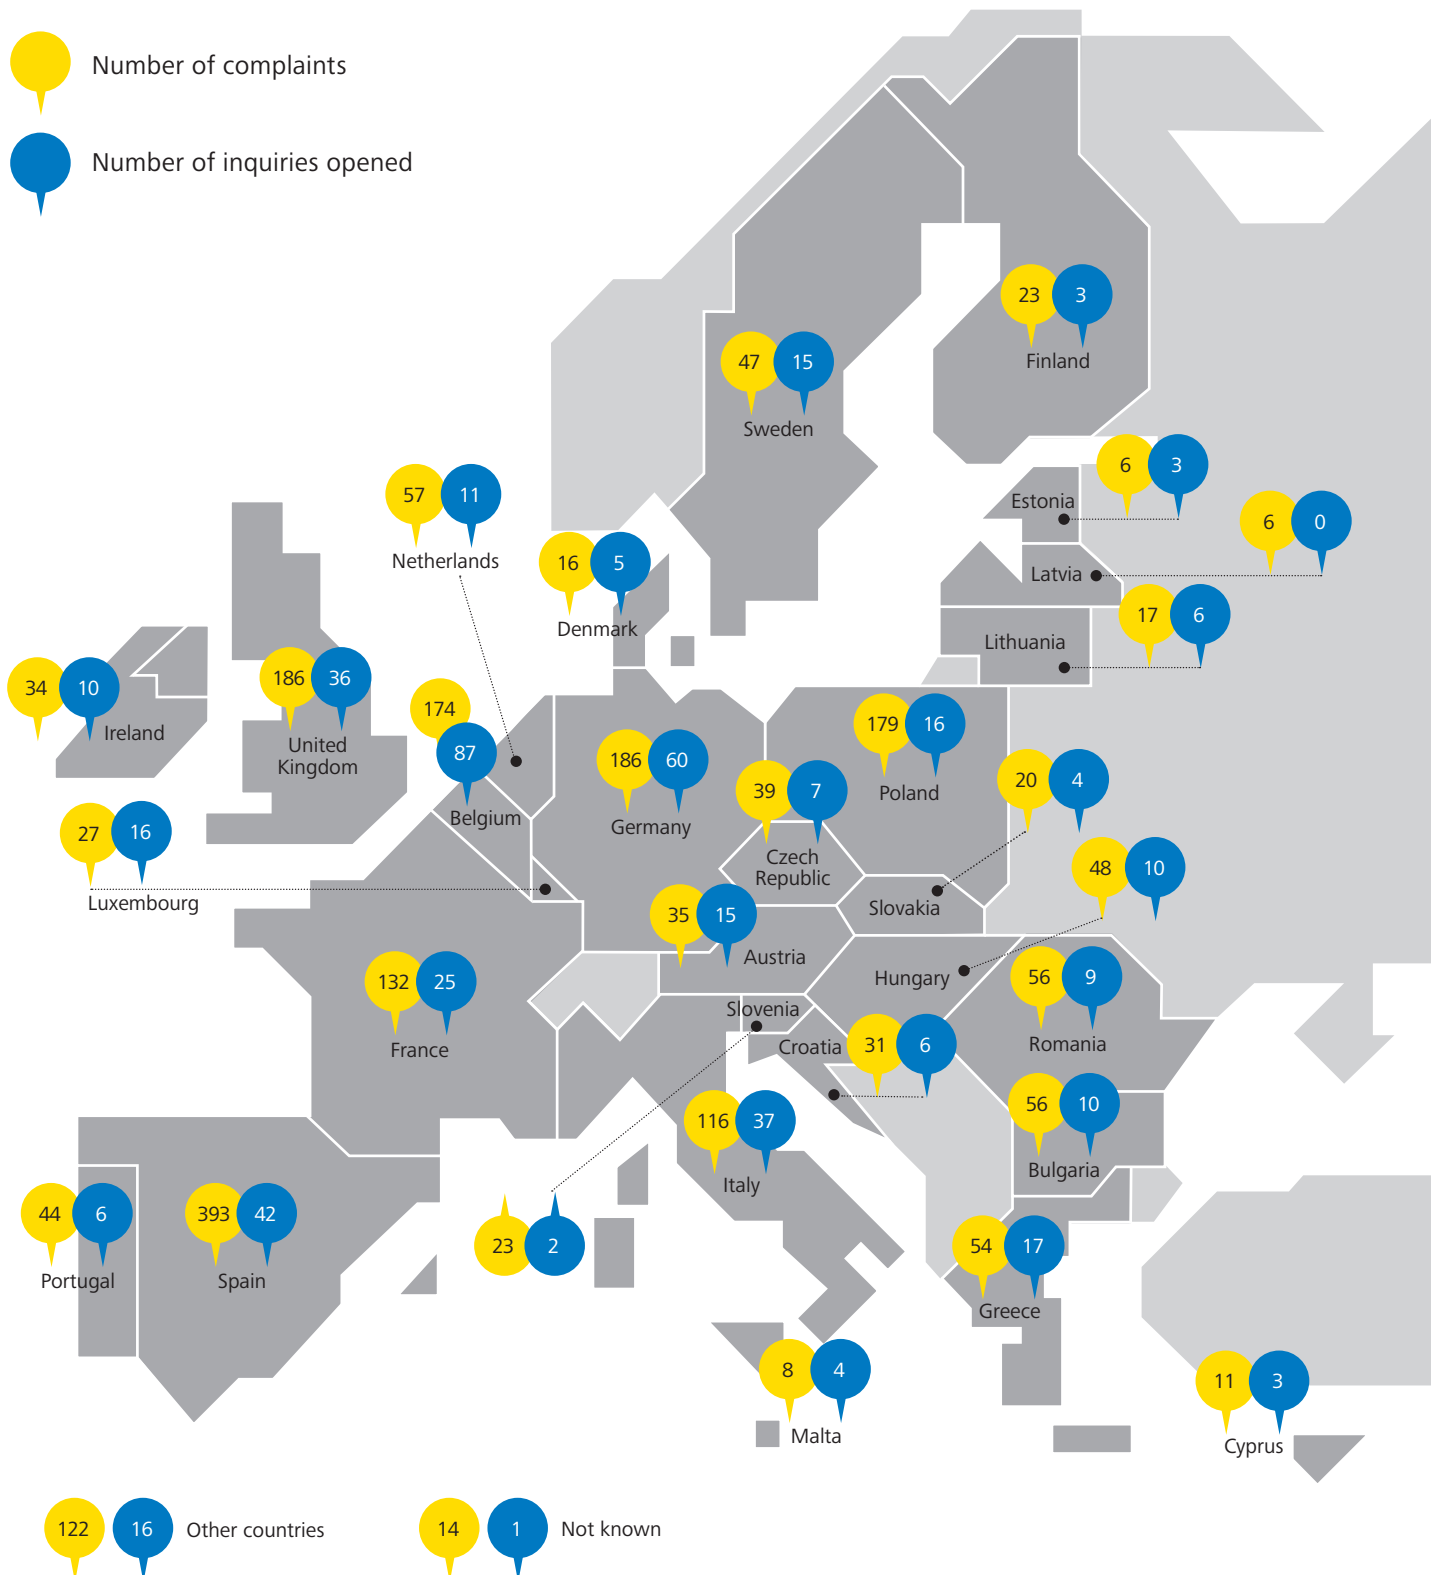 Number of complaints
Number of inquiries opened
23 3
Finland
47 15
Sweden
6 3
Estonia
57 11
Netherlands
6 0
Latvia
16 5
Denmark
17 6
Lithuania
34 10
Ireland
186 36
United
Kingdom
174
87
Belgium
186 60
Germany
179 16
Poland
39 7
Czech
Republic
20 4
Slovakia
27 16
Luxembourg
48 10
Hungary
35 15
Austria
132 25
France
56 9
Romania
Slovenia
23 2
Croatia
31 6
116 37
Italy
56 10
Bulgaria
44 6
Portugal
393 42
Spain
54 17
Greece
8 4
Malta
11 3
Cyprus
122 16 Other countries
14 1 Not known